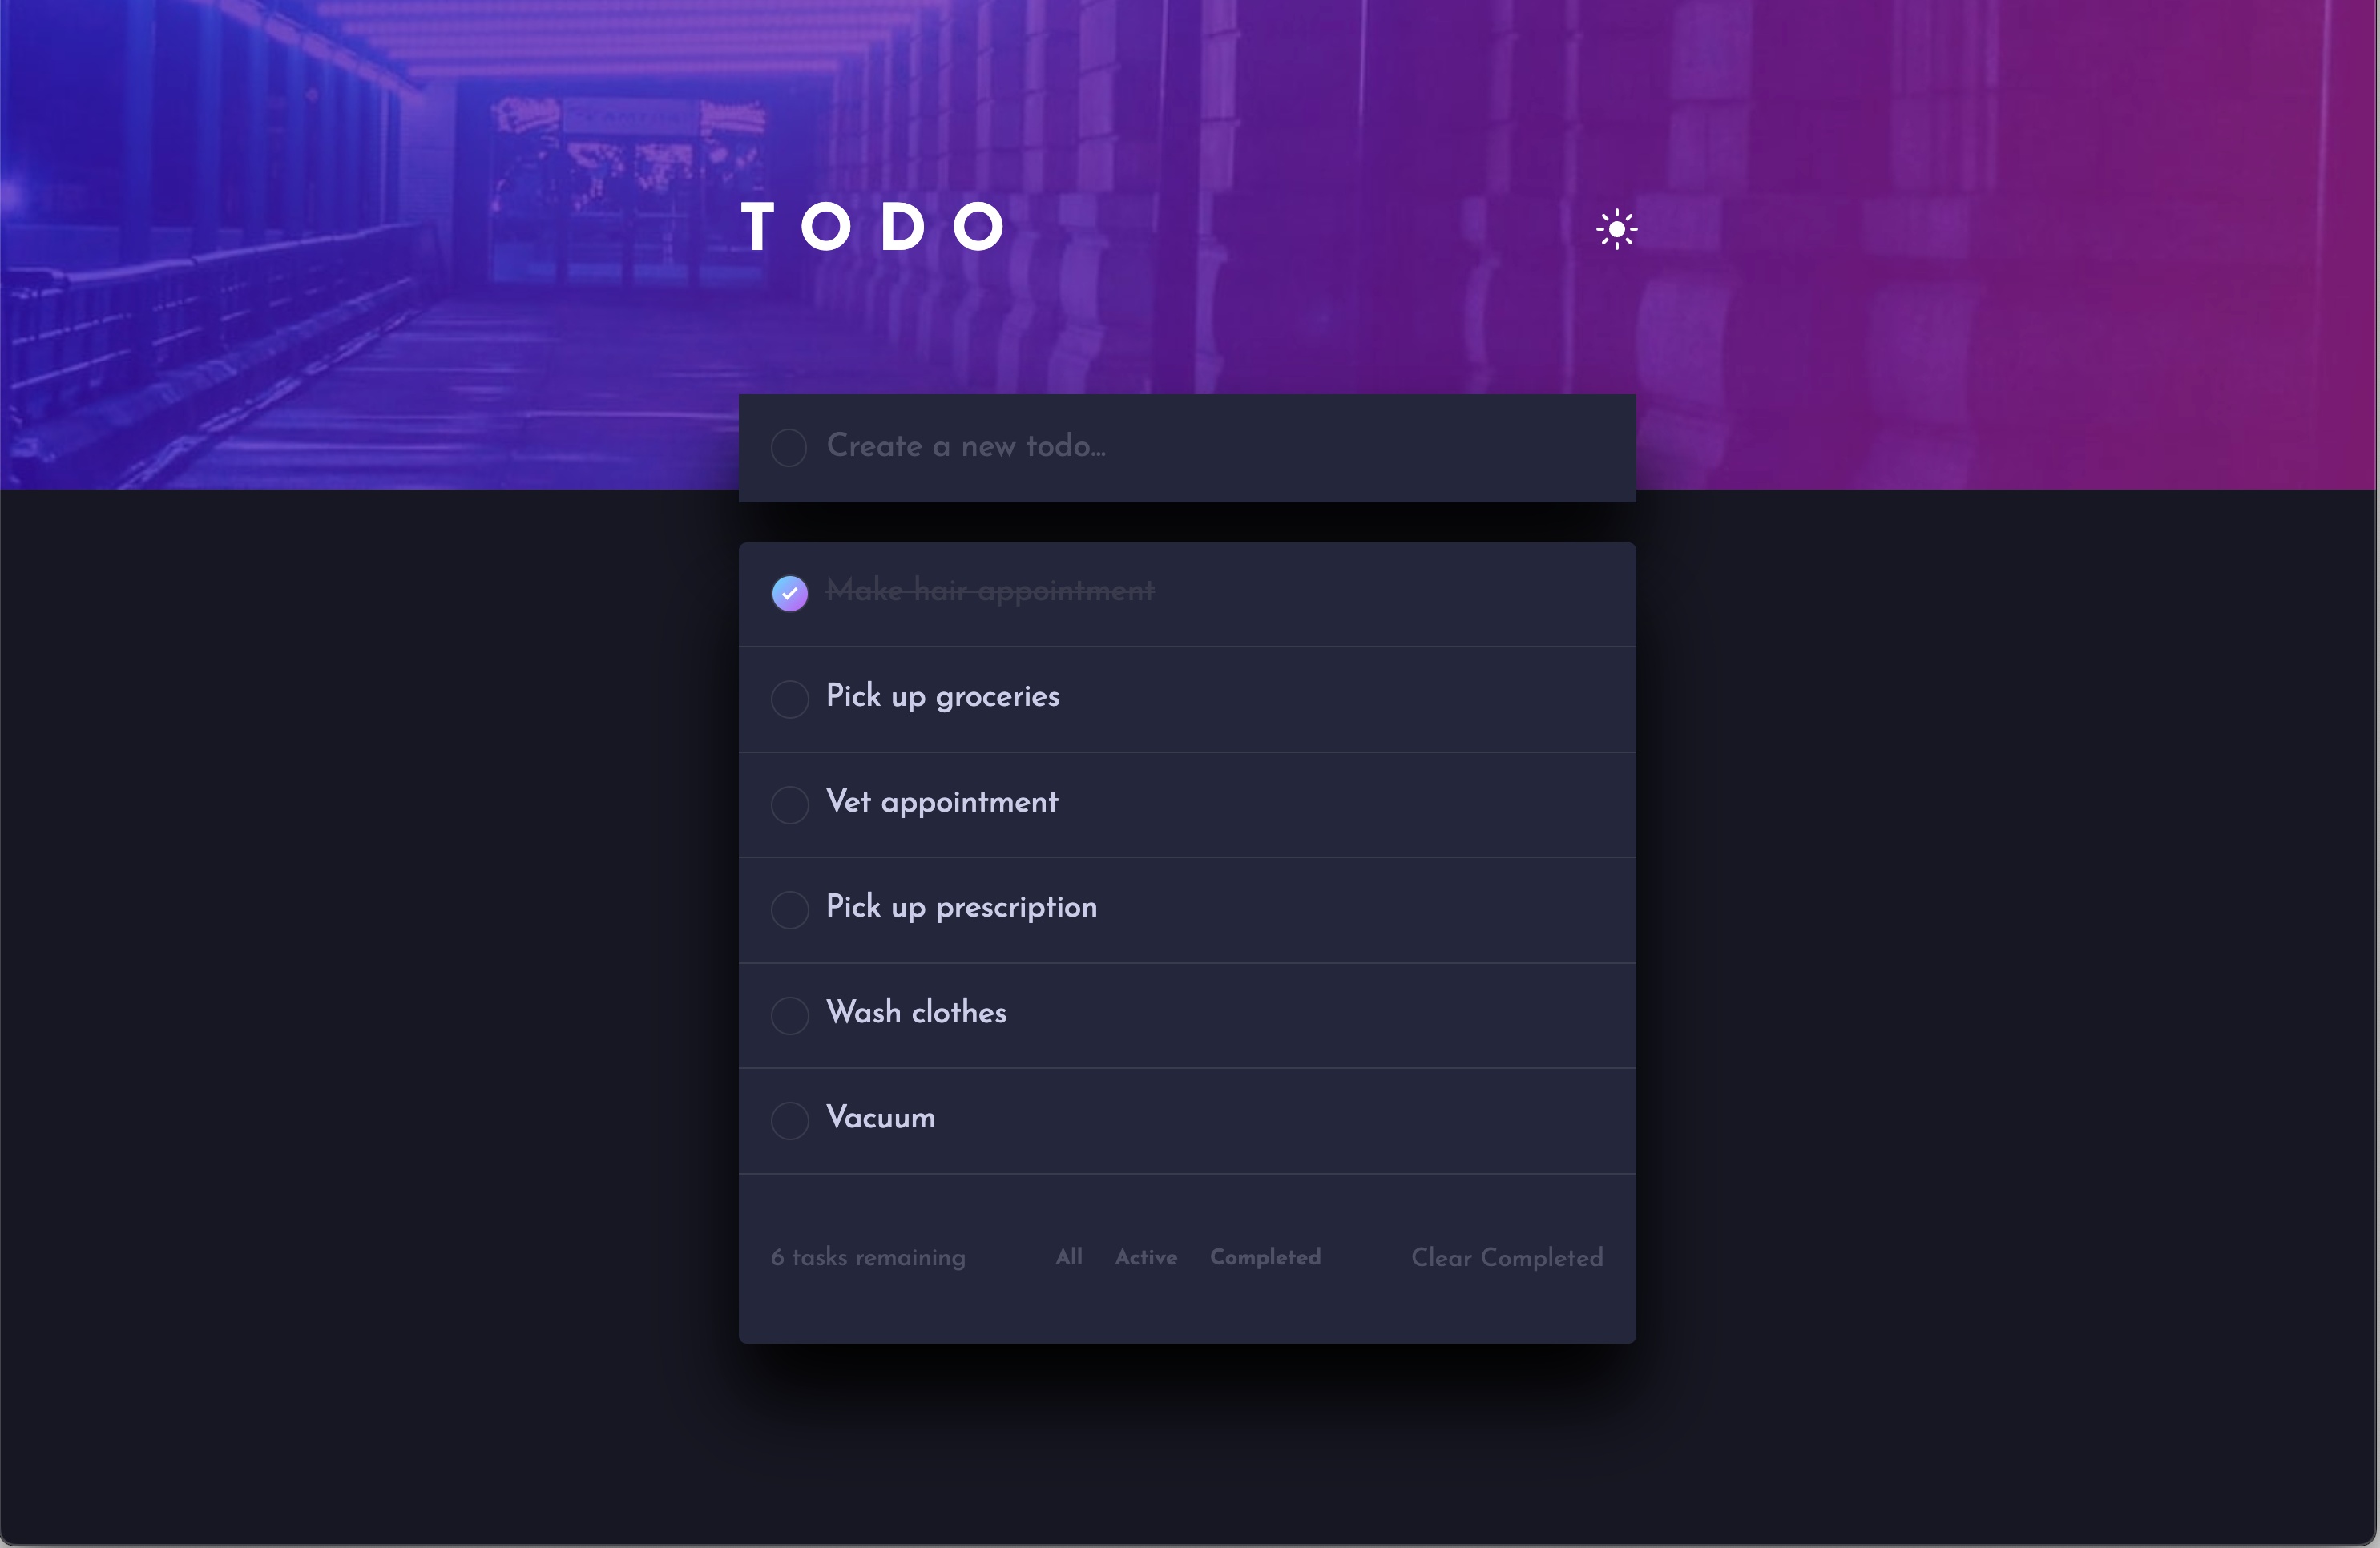 TODO
Create a new todo...
Make hair appointment
Pick up groceries
Vet appointment
Pick up prescription
Wash clothes
Vacuum
6 tasks remaining All Active Completed Clear Completed